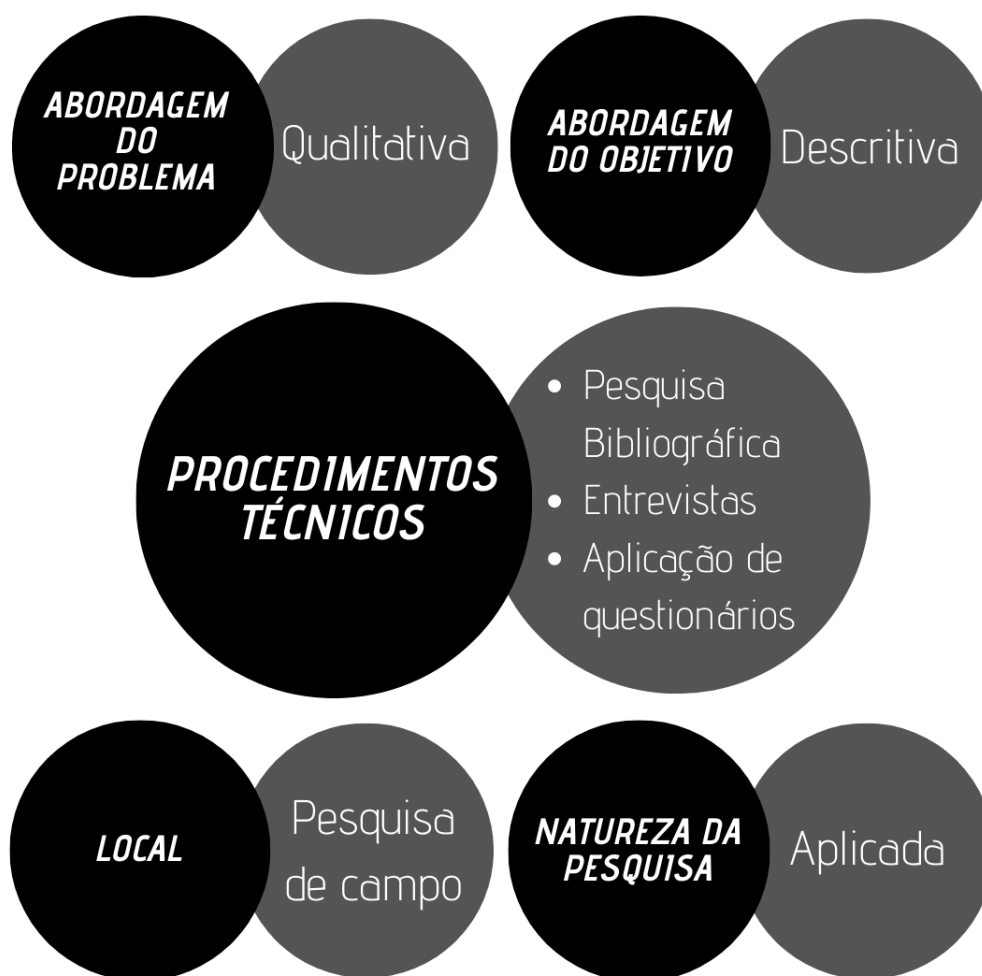 ABORDAGEM
DO
PROBLEMA
Qualitativa
ABORDAGEM
DO OBJETIVO
Descritiva
PROCEDIMENTOS
TÉCNICOS
• Pesquisa
Bibliográfica
• Entrevistas
• Aplicação de
questionários
LOCAL
Pesquisa
de campo
NATUREZA DA
PESQUISA
Aplicada